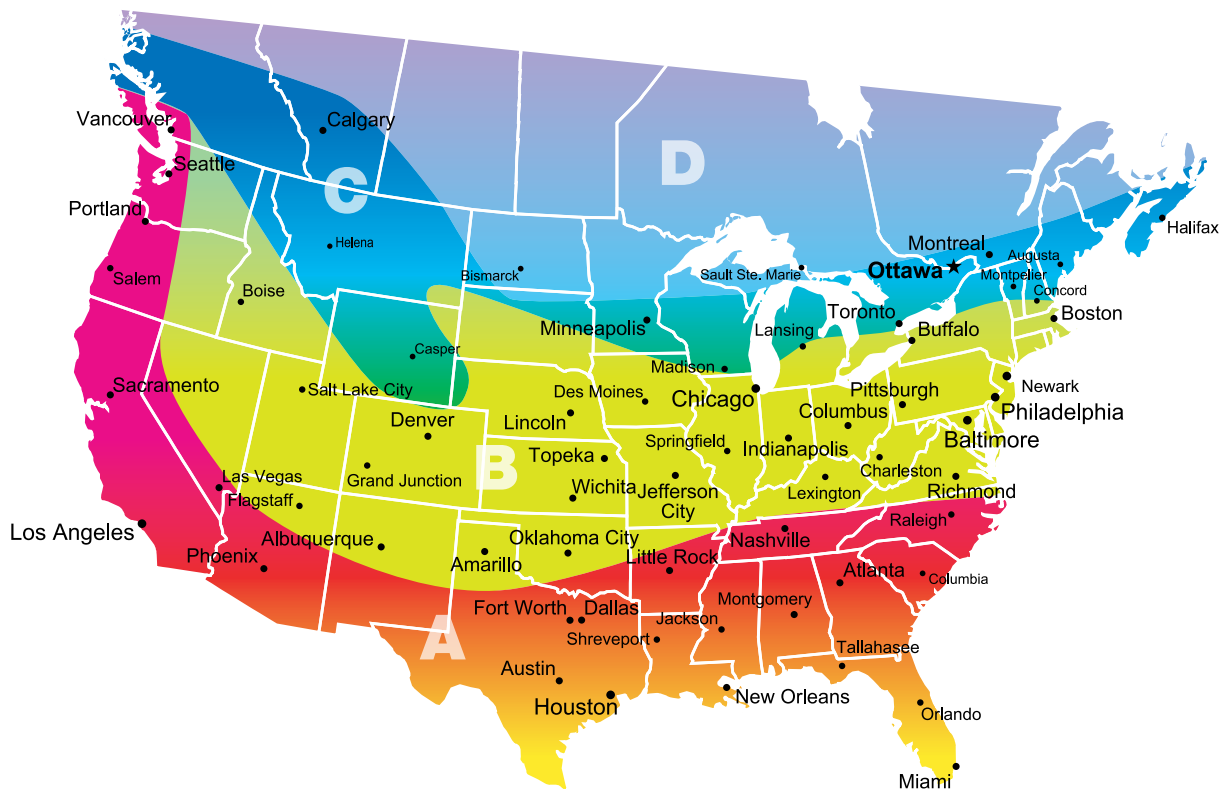 Vancouver
Calgary
Seattle
C
D
Portland
Helena
Halifax
Montreal
Augusta
Ottawa
Salem
Bismarck
Sault Ste. Marie
Montpelier
Boise
Concord
Minneapolis
Toronto
Boston
Lansing
Buffalo
Casper
Madison
Sacramento
Salt Lake City
Des Moines
Chicago
Pittsburgh
Newark
Denver
Lincoln
Columbus
Philadelphia
Springfield
Indianapolis
Baltimore
Topeka
B
Las Vegas
Grand Junction
Charleston
Flagstaff
Wichita
Jefferson
City
Lexington
Richmond
Los Angeles
Raleigh
Albuquerque
Oklahoma City
Nashville
Phoenix
Amarillo
Little Rock
Atlanta
Columbia
Fort Worth
Dallas
Montgomery
Jackson
A
Shreveport
Tallahasee
Austin
Houston
New Orleans
Orlando
Miami